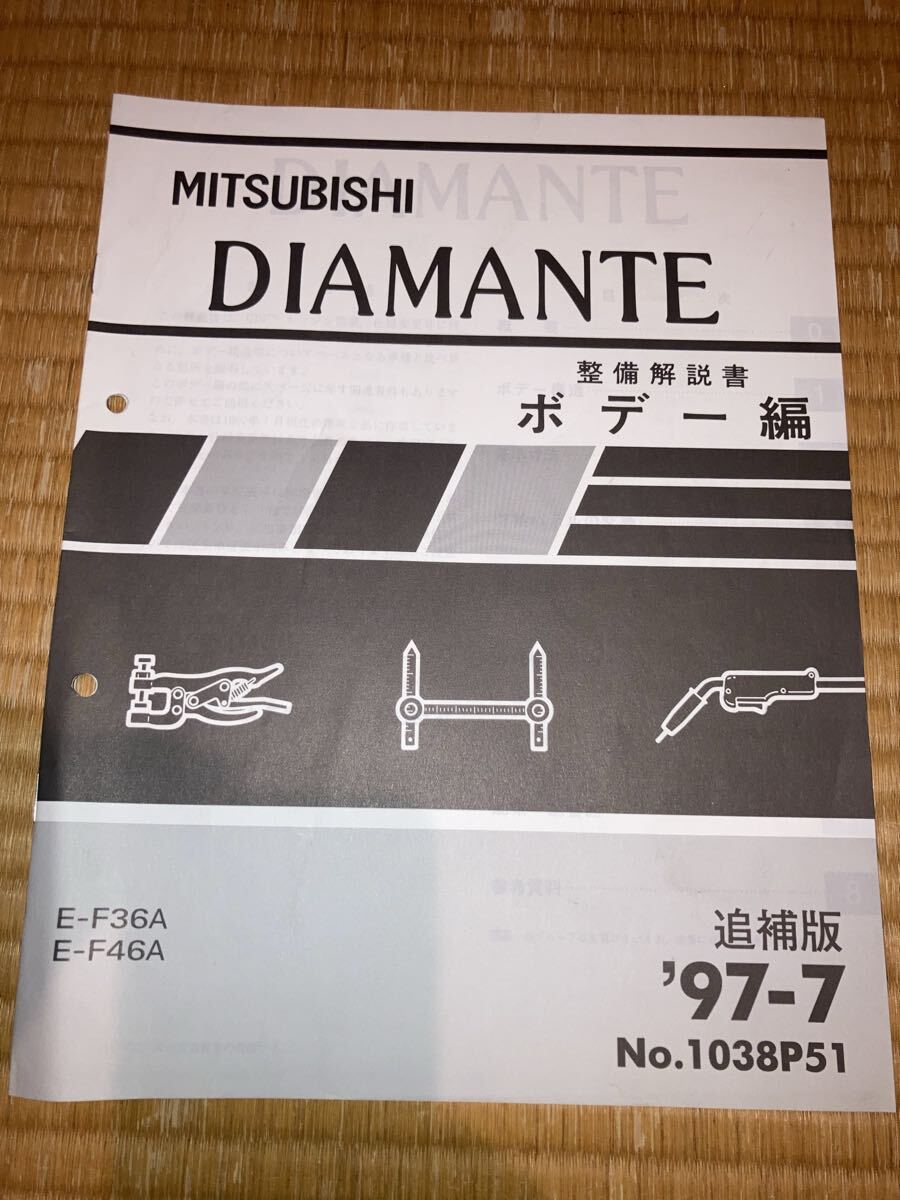 MITSUBISHI
DIAMANTE
整備解説書
ボデー編
E-F36A
E-F46A
追補版
'97-7
No.1038P51